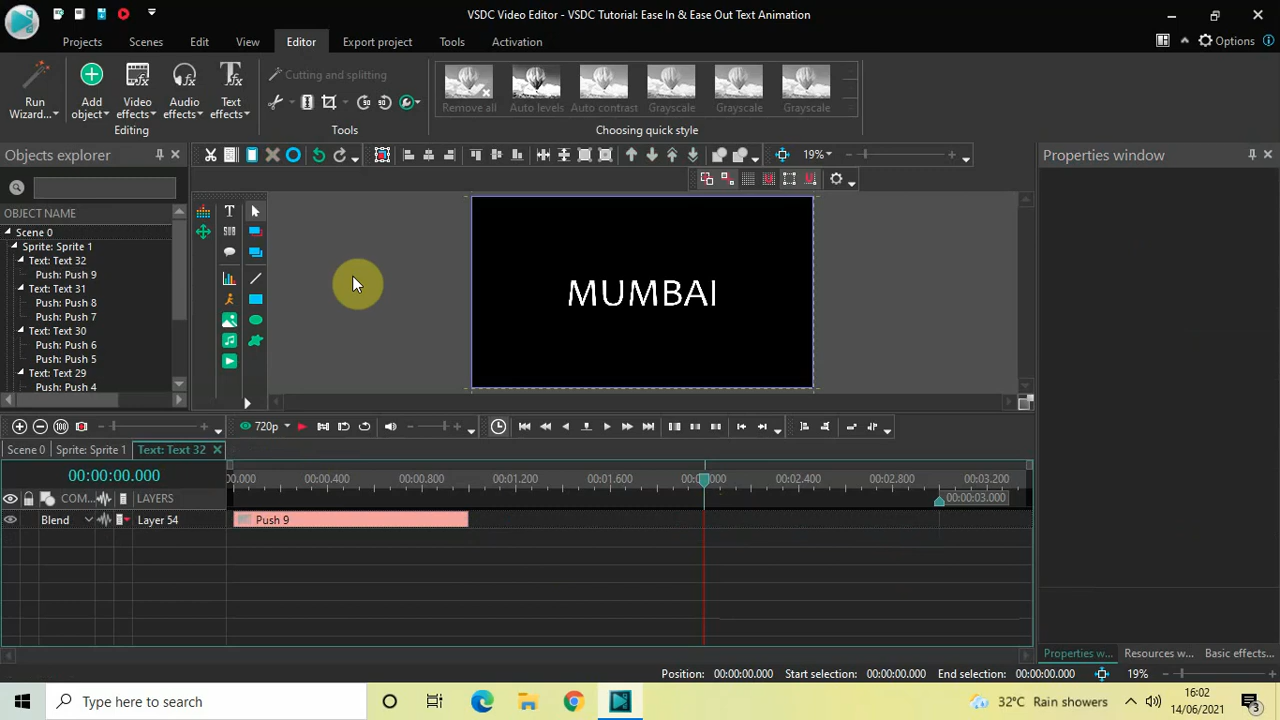 VSDC Video Editor - VSDC Tutorial: Ease In & Ease Out Text Animation
Projects Scenes Edit View Editor Export project Tools Activation
Options
Run Wizard...
Add object
Video effects
Audio effects
Text effects
Editing
Cutting and splitting
Tools
Remove all
Auto levels
Auto contrast
Grayscale
Grayscale
Grayscale
Choosing quick style
Objects explorer
19%
Properties window
OBJECT NAME
Scene 0
Sprite: Sprite 1
Text: Text 32
Push: Push 9
Text: Text 31
Push: Push 8
Push: Push 7
Text: Text 30
Push: Push 6
Push: Push 5
Text: Text 29
Push: Push 4
MUMBAI
720p
Scene 0 Sprite: Sprite 1 Text: Text 32
00:00:00.000
.000 00:00.400 00:00.800 00:01.200 00:01.600 00:02.400 00:02.800 00:03.200
COM... LAYERS
00:00:03.000
Blend Layer 54
Push 9
Properties w... Resources w... Basic effects...
Position: 00:00:00.000 Start selection: 00:00:00.000 End selection: 00:00:00.000 19%
Type here to search
32°C Rain showers
16:02
14/06/2021
3